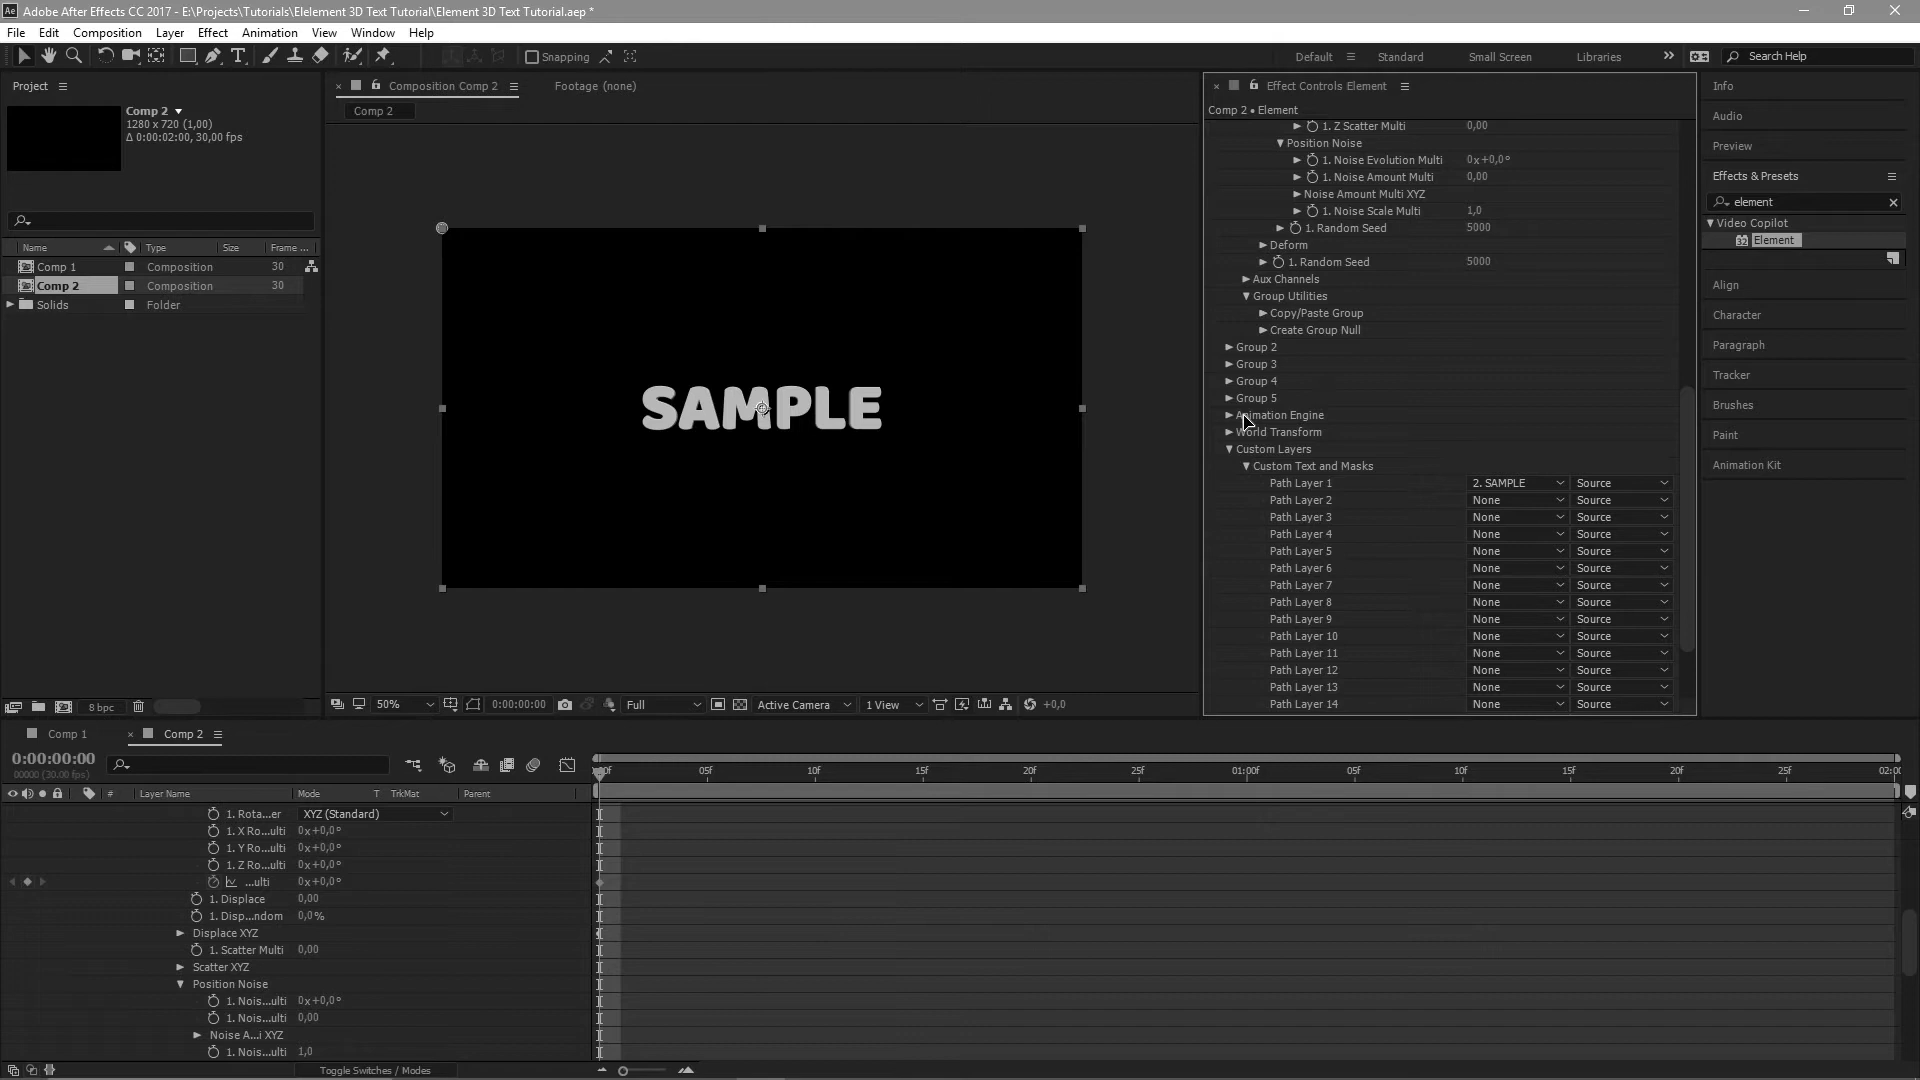 Adobe After Effects CC 2017 - E:\Projects\Tutorials\Elelement 3D Text Tutorial\Element 3D Text Tutorial.aep *
File Edit Composition Layer Effect Animation View Window Help
Snapping
Default Standard Small Screen Libraries Search Help
Project
Comp 2
1280 x 720 (1,00)
Δ 0:00:02:00, 30,00 fps
Name Type Size Frame ...
Comp 1 Composition 30
Comp 2 Composition 30
Solids Folder
8 bpc
Composition Comp 2 Footage (none)
Comp 2
SAMPLE
50% 0:00:00:00 Full Active Camera 1 View +0,0
Effect Controls Element
Comp 2 • Element
1. Z Scatter Multi 0,00
Position Noise
1. Noise Evolution Multi 0x+0,0°
1. Noise Amount Multi 0,00
Noise Amount Multi XYZ
1. Noise Scale Multi 1,0
1. Random Seed 5000
Deform
1. Random Seed 5000
Aux Channels
Group Utilities
Copy/Paste Group
Create Group Null
Group 2
Group 3
Group 4
Group 5
Animation Engine
World Transform
Custom Layers
Custom Text and Masks
Path Layer 1 2. SAMPLE Source
Path Layer 2 None Source
Path Layer 3 None Source
Path Layer 4 None Source
Path Layer 5 None Source
Path Layer 6 None Source
Path Layer 7 None Source
Path Layer 8 None Source
Path Layer 9 None Source
Path Layer 10 None Source
Path Layer 11 None Source
Path Layer 12 None Source
Path Layer 13 None Source
Path Layer 14 None Source
Info
Audio
Preview
Effects & Presets
element
Video Copilot
32 Element
Align
Character
Paragraph
Tracker
Brushes
Paint
Animation Kit
Comp 1 Comp 2
0:00:00:00
00000 (30.00 fps)
# Layer Name Mode T TrkMat Parent
05f 10f 15f 20f 25f 01:00f 05f 10f 15f 20f 25f 02:00
1. Rota...er XYZ (Standard)
1. X Ro...ulti 0x+0,0°
1. Y Ro...ulti 0x+0,0°
1. Z Ro...ulti 0x+0,0°
...ulti 0x+0,0°
1. Displace 0,00
1. Disp...ndom 0,0%
Displace XYZ
1. Scatter Multi 0,00
Scatter XYZ
Position Noise
1. Nois...ulti 0x+0,0°
1. Nois...ulti 0,00
Noise A...i XYZ
1. Nois...ulti 1,0
Toggle Switches / Modes